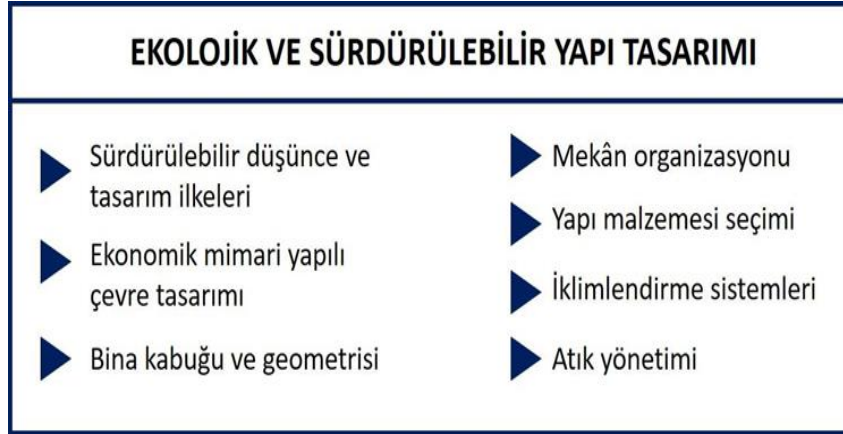 EKOLOJİK VE SÜRDÜRÜLEBİLİR YAPI TASARIMI
Sürdürülebilir düşünce ve
tasarım ilkeleri
Ekonomik mimari yapılı
çevre tasarımı
Bina kabuğu ve geometrisi
Mekân organizasyonu
Yapı malzemesi seçimi
İklimlendirme sistemleri
Atık yönetimi